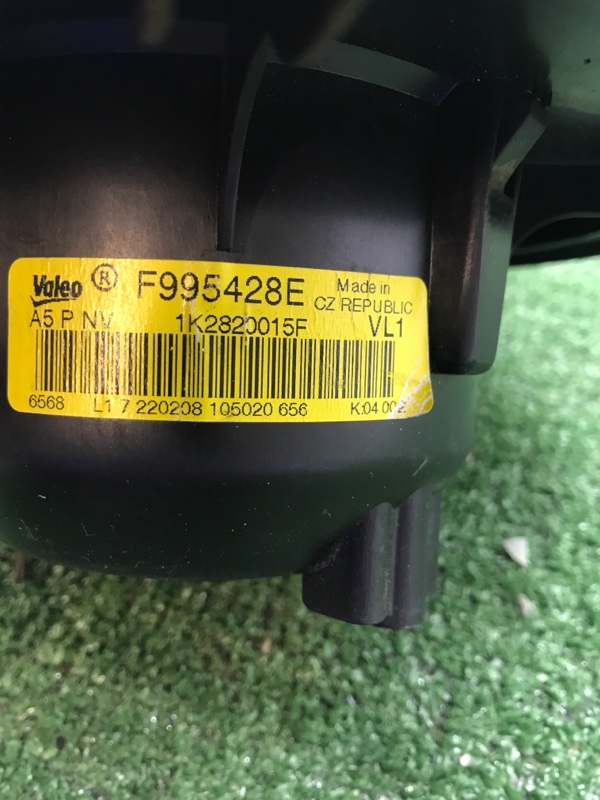 Valeo ® F995428E Made in
CZ REPUBLIC
A5 P NV 1K2820015F VL1
6568 L1 7 220208 105020 656 K:04 002